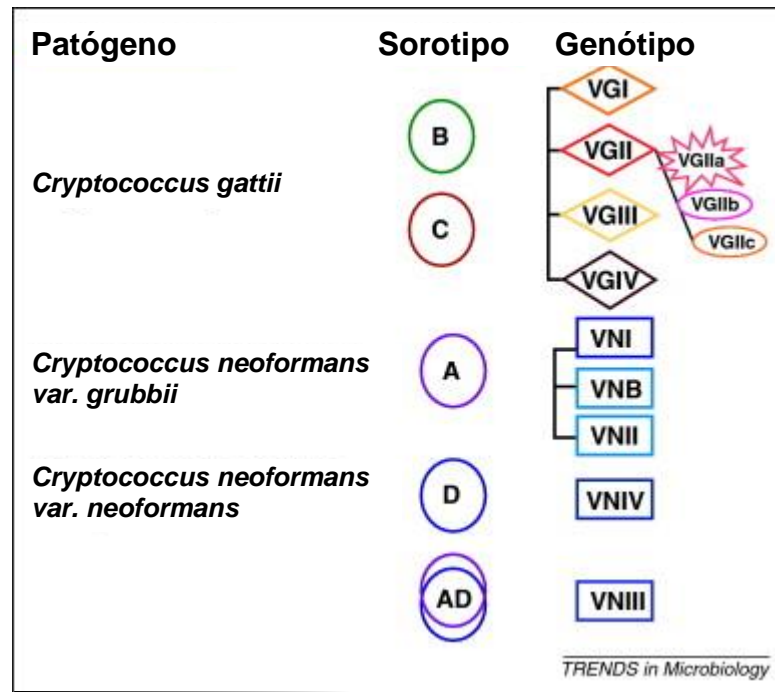 Patógeno Sorotipo Genótipo
VGI
B
VGII
VGIIa
Cryptococcus gattii
VGIIb
C
VGIII
VGIIc
VGIV
VNI
Cryptococcus neoformans
var. grubbii
A
VNB
VNII
Cryptococcus neoformans
var. neoformans
D
VNIV
AD
VNIII
TRENDS in Microbiology